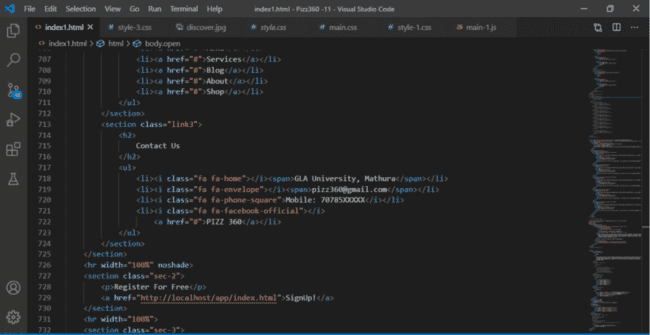 File Edit Selection View Go Run Terminal Help index1.html - Pizz360 -11 - Visual Studio Code
index1.html style-3.css discover.jpg style.css main.css style-1.css main-1.js
index1.html > html > body.open
707 <li><a href="#">Services</a></li>
708 <li><a href="#">Blog</a></li>
709 <li><a href="#">About</a></li>
710 <li><a href="#">Shop</a></li>
711 </ul>
712 </section>
713 <section class="link3">
714 <h2>
715 Contact Us
716 </h2>
717 <ul>
718 <li><i class="fa fa-home"></i><span>GLA University, Mathura</span></li>
719 <li><i class="fa fa-envelope"></i><span>pizz360@gmail.com</span></li>
720 <li><i class="fa fa-phone-square">Mobile: 70785XXXXX</i></li>
721 <li><i class="fa fa-facebook-official"></i>
722 <a href="#">PIZZ 360</a></li>
723 </ul>
724 </section>
725 </section>
726 <hr width="100%" noshade>
727 <section class="sec-2">
728 <p>Register For Free</p>
729 <a href="http://localhost/app/index.html">SignUp!</a>
730 </section>
731 <hr width="100%">
732 <section class="sec-3">